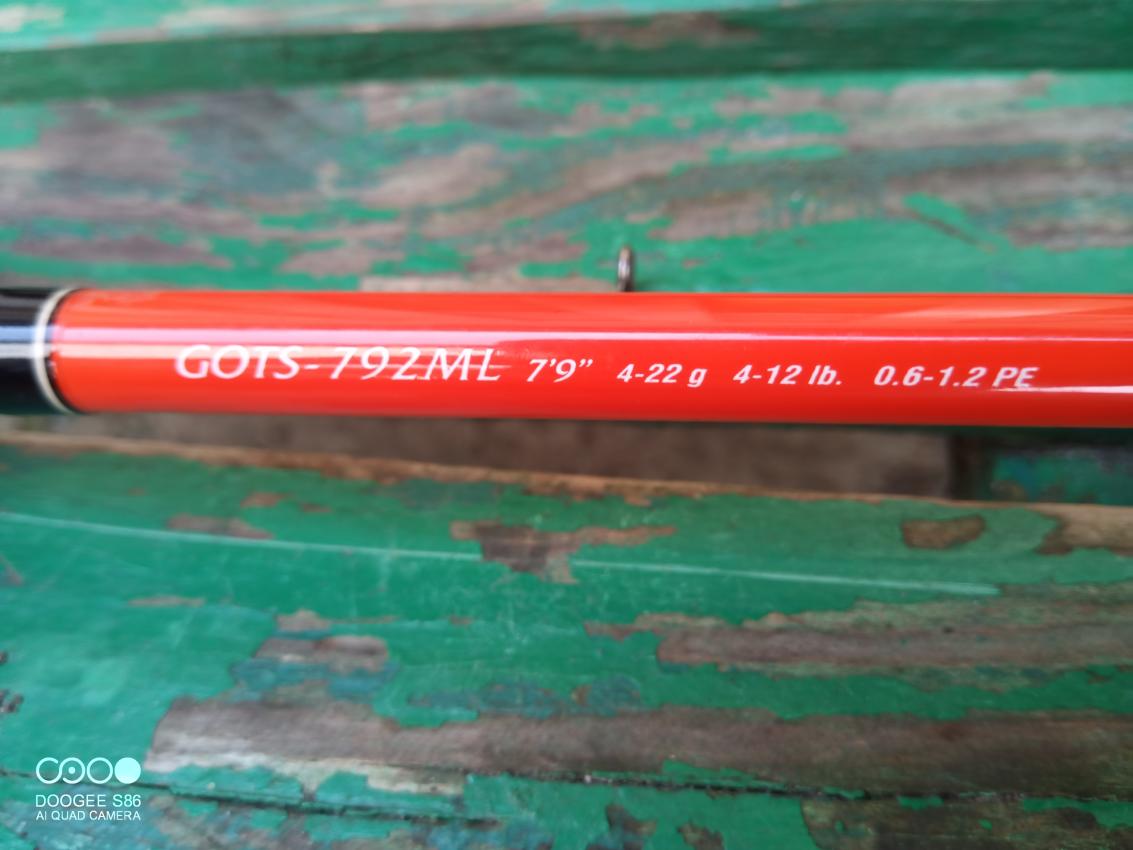 GOTS-792ML 7'9” 4-22 g 4-12 lb. 0.6-1.2 PE
DOOGEE S86
AI QUAD CAMERA